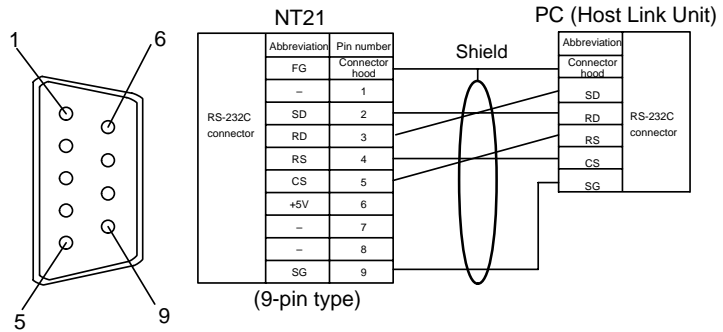 NT21
PC (Host Link Unit)
1
6
5
9
RS-232C
connector
Abbreviation Pin number
FG Connector
hood
– 1
SD 2
RD 3
RS 4
CS 5
+5V 6
– 7
– 8
SG 9
(9-pin type)
Shield
Abbreviation
Connector
hood
SD
RD
RS
CS
SG
RS-232C
connector